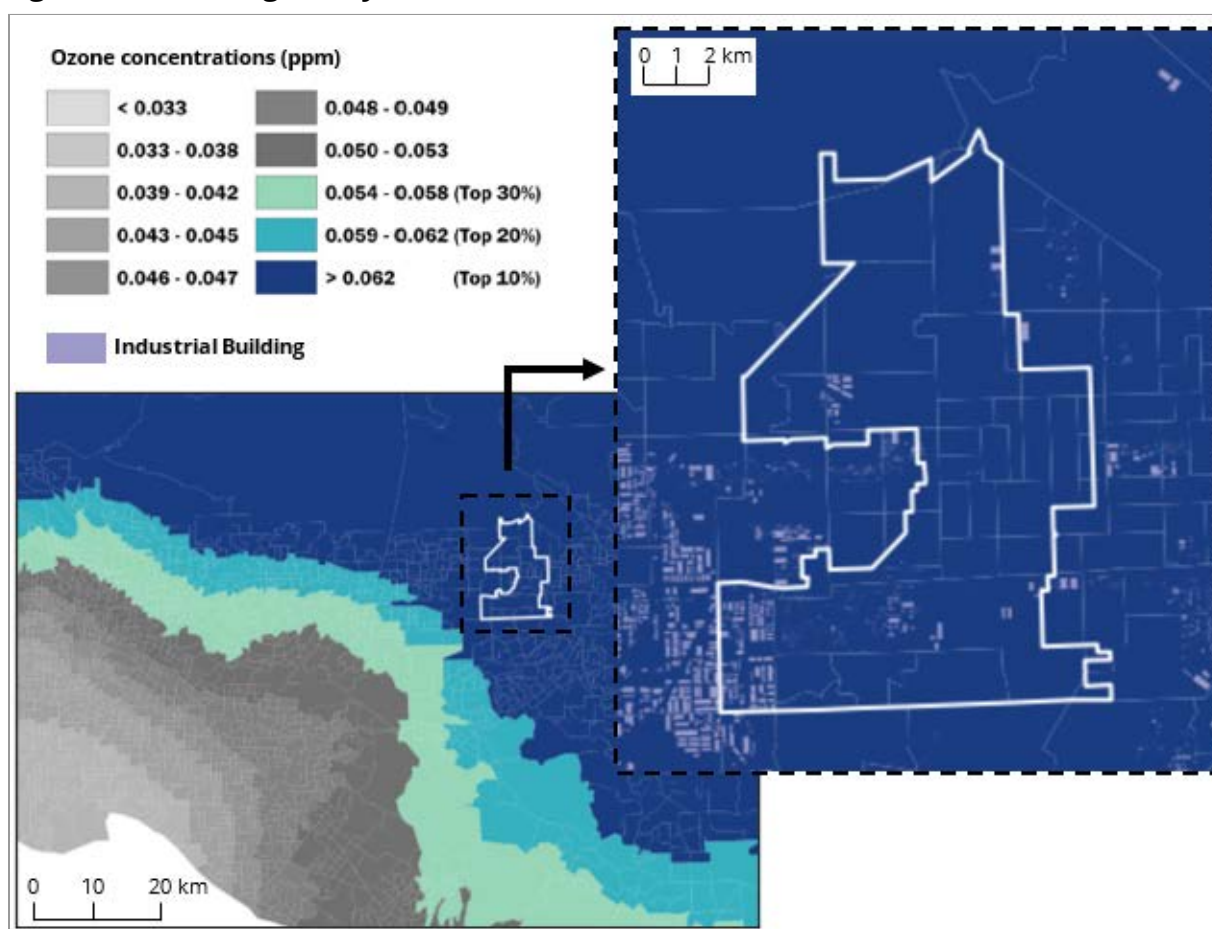 Ozone concentrations (ppm)
< 0.033
0.033 - 0.038
0.039 - 0.042
0.043 - 0.045
0.046 - 0.047
0.048 - 0.049
0.050 - 0.053
0.054 - 0.058 (Top 30%)
0.059 - 0.062 (Top 20%)
> 0.062 (Top 10%)
Industrial Building
0 1 2 km
0 10 20 km